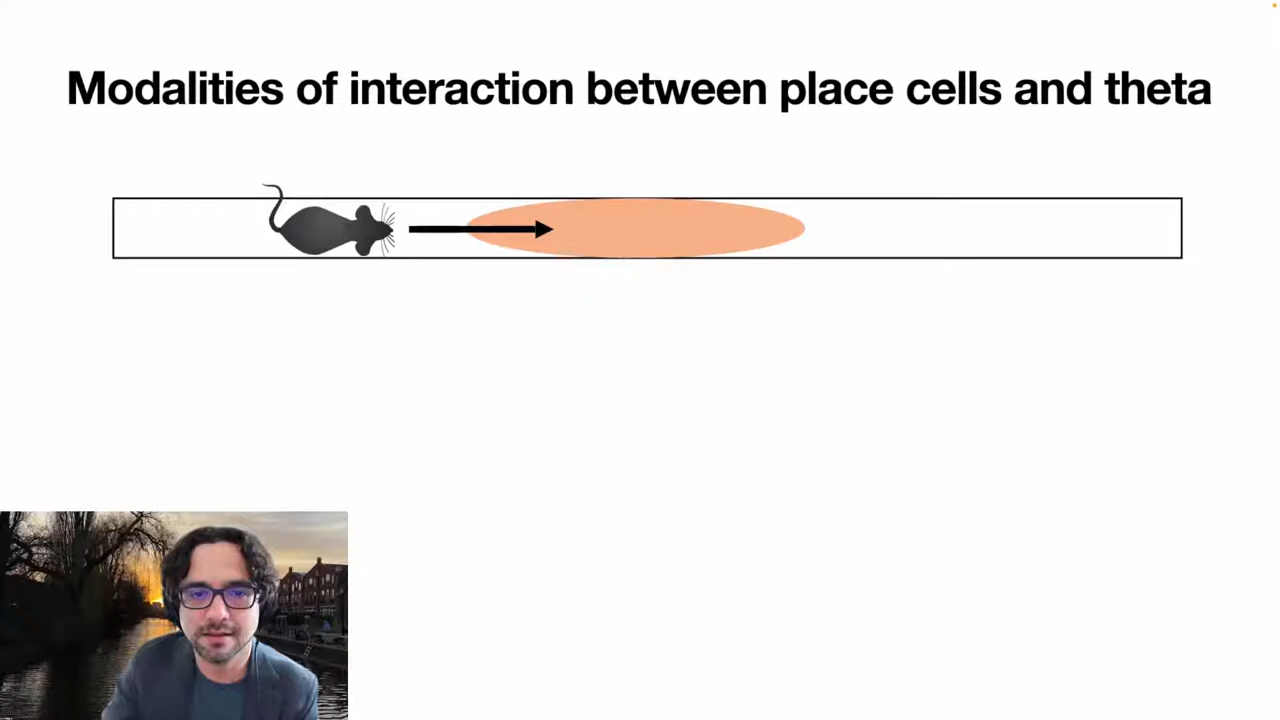 Modalities of interaction between place cells and theta